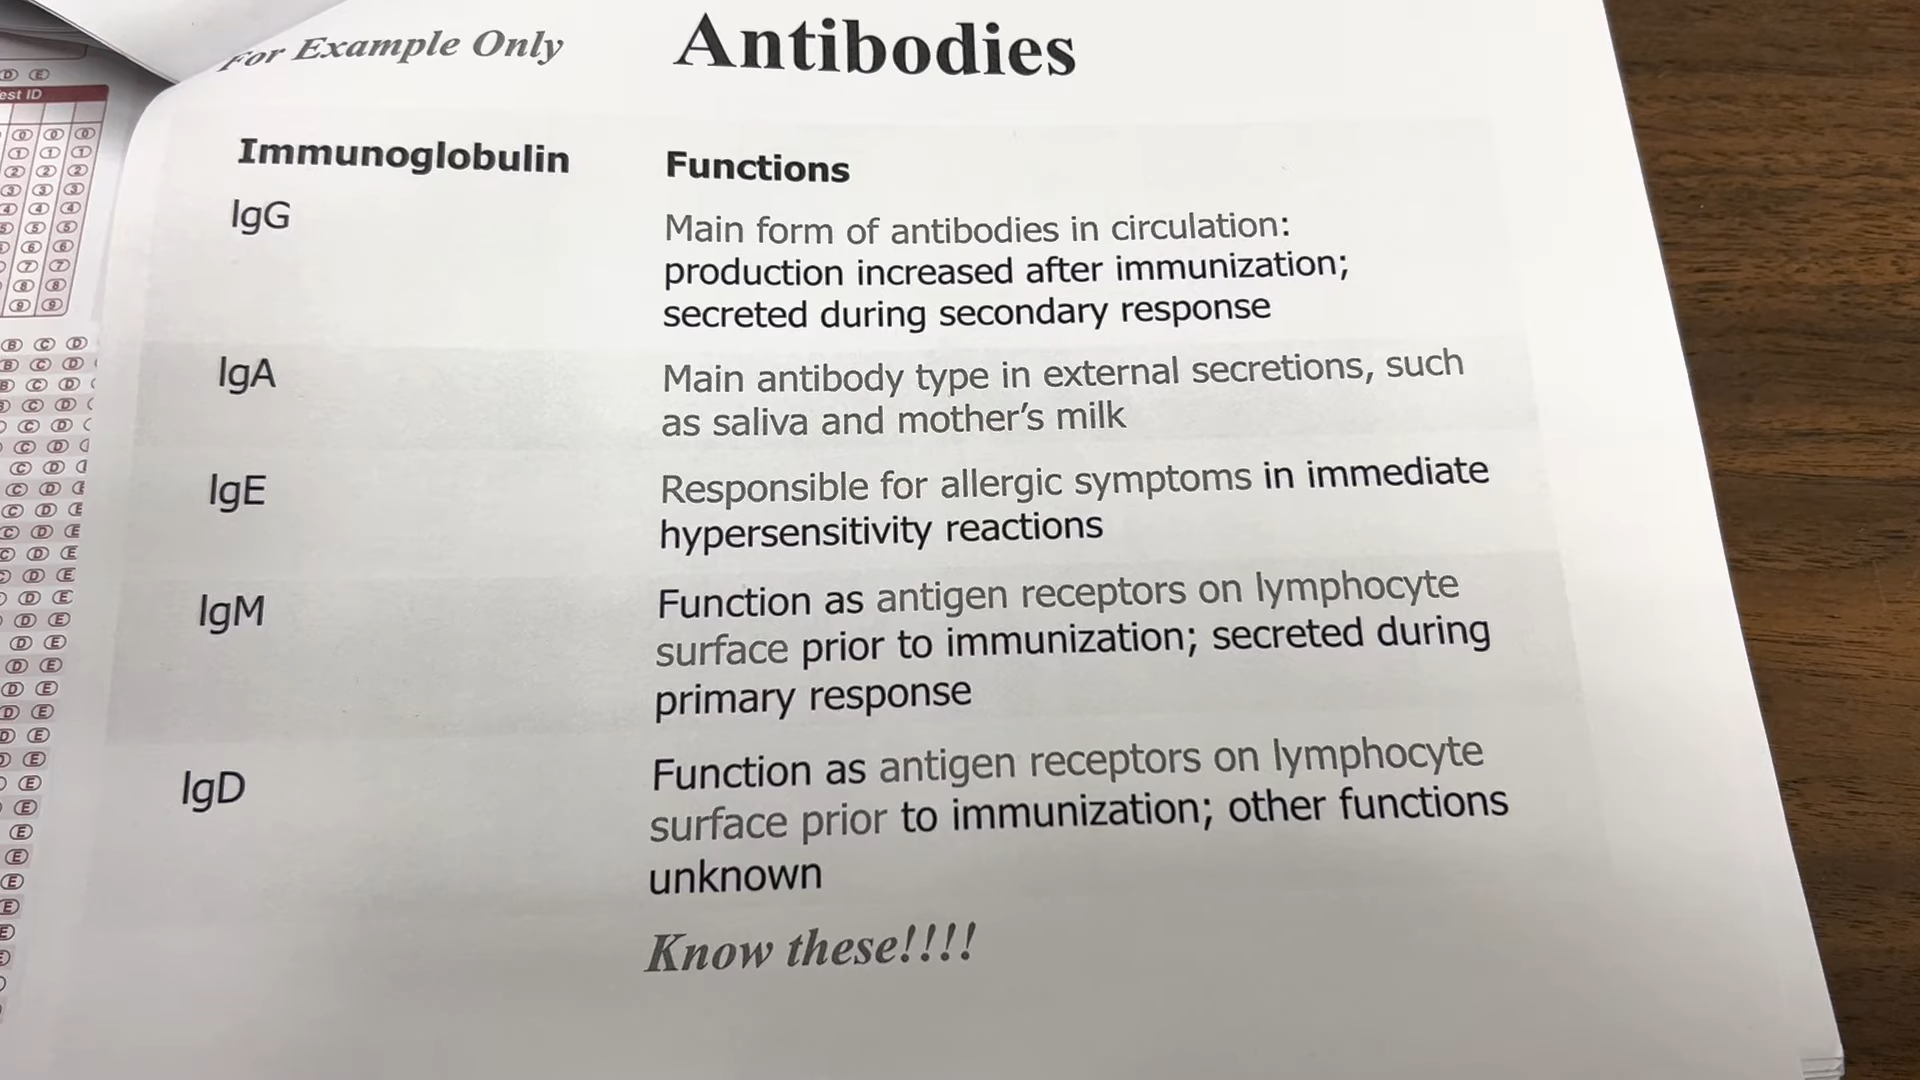 For Example Only
Antibodies
Immunoglobulin
Functions
IgG
Main form of antibodies in circulation:
production increased after immunization;
secreted during secondary response
IgA
Main antibody type in external secretions, such
as saliva and mother's milk
IgE
Responsible for allergic symptoms in immediate
hypersensitivity reactions
IgM
Function as antigen receptors on lymphocyte
surface prior to immunization; secreted during
primary response
IgD
Function as antigen receptors on lymphocyte
surface prior to immunization; other functions
unknown
Know these!!!!
est ID